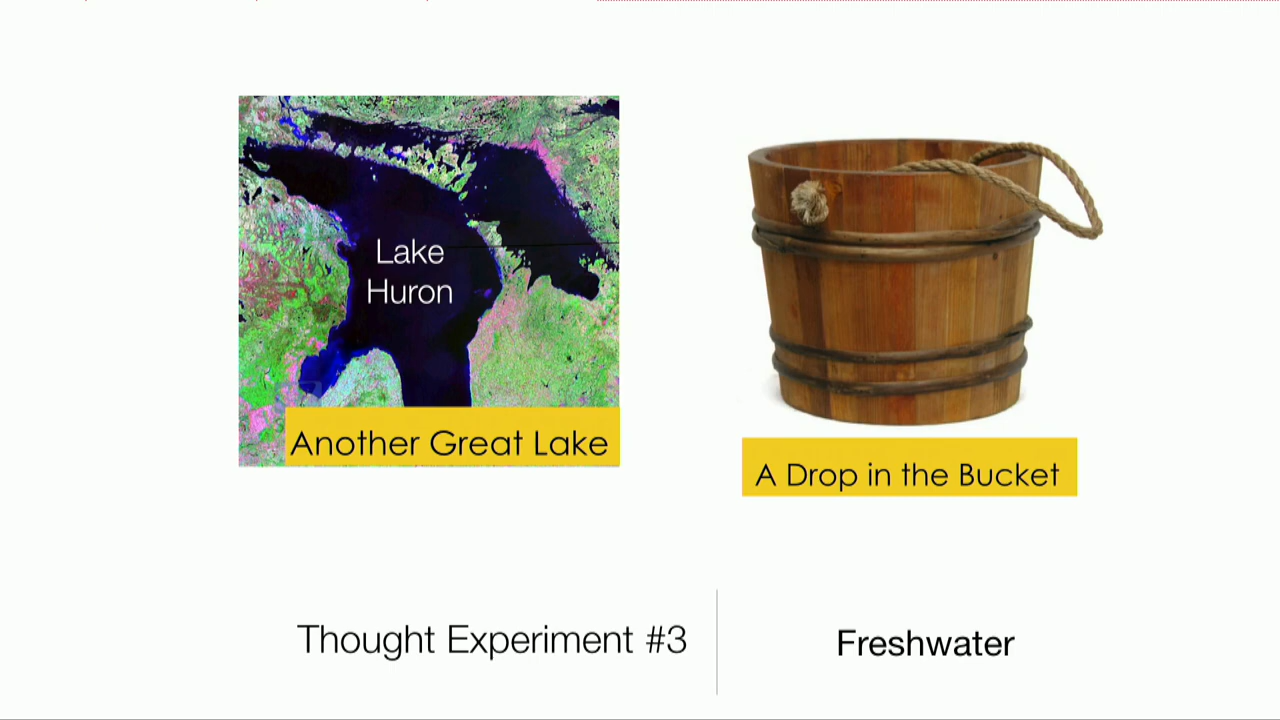 Lake
Huron
Another Great Lake
A Drop in the Bucket
Thought Experiment #3
Freshwater